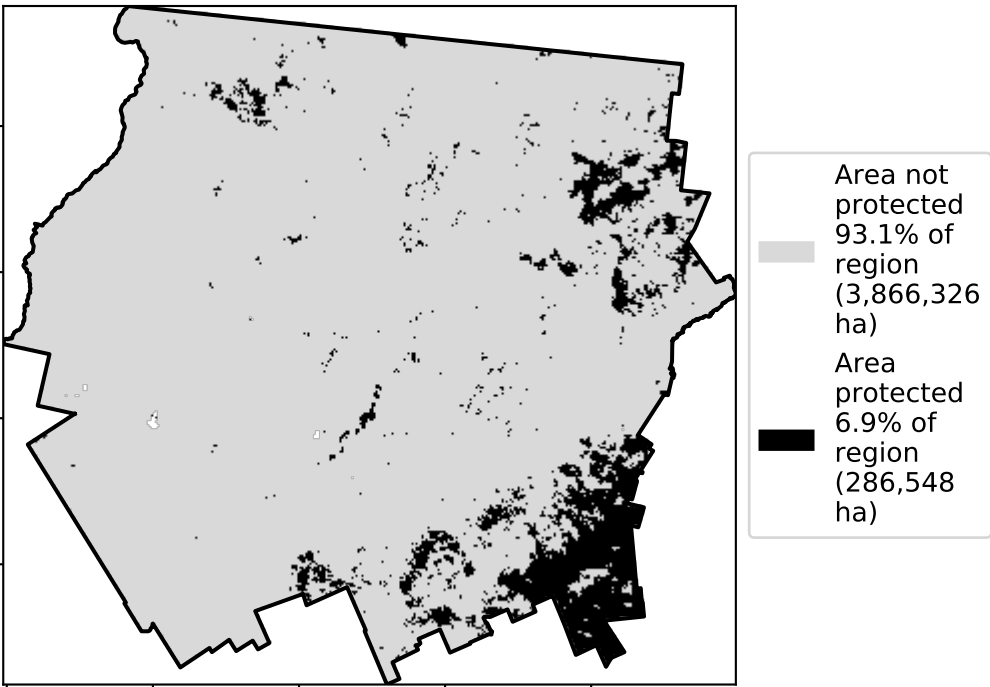 Area not
protected
93.1% of
region
(3,866,326
ha)
Area
protected
6.9% of
region
(286,548
ha)